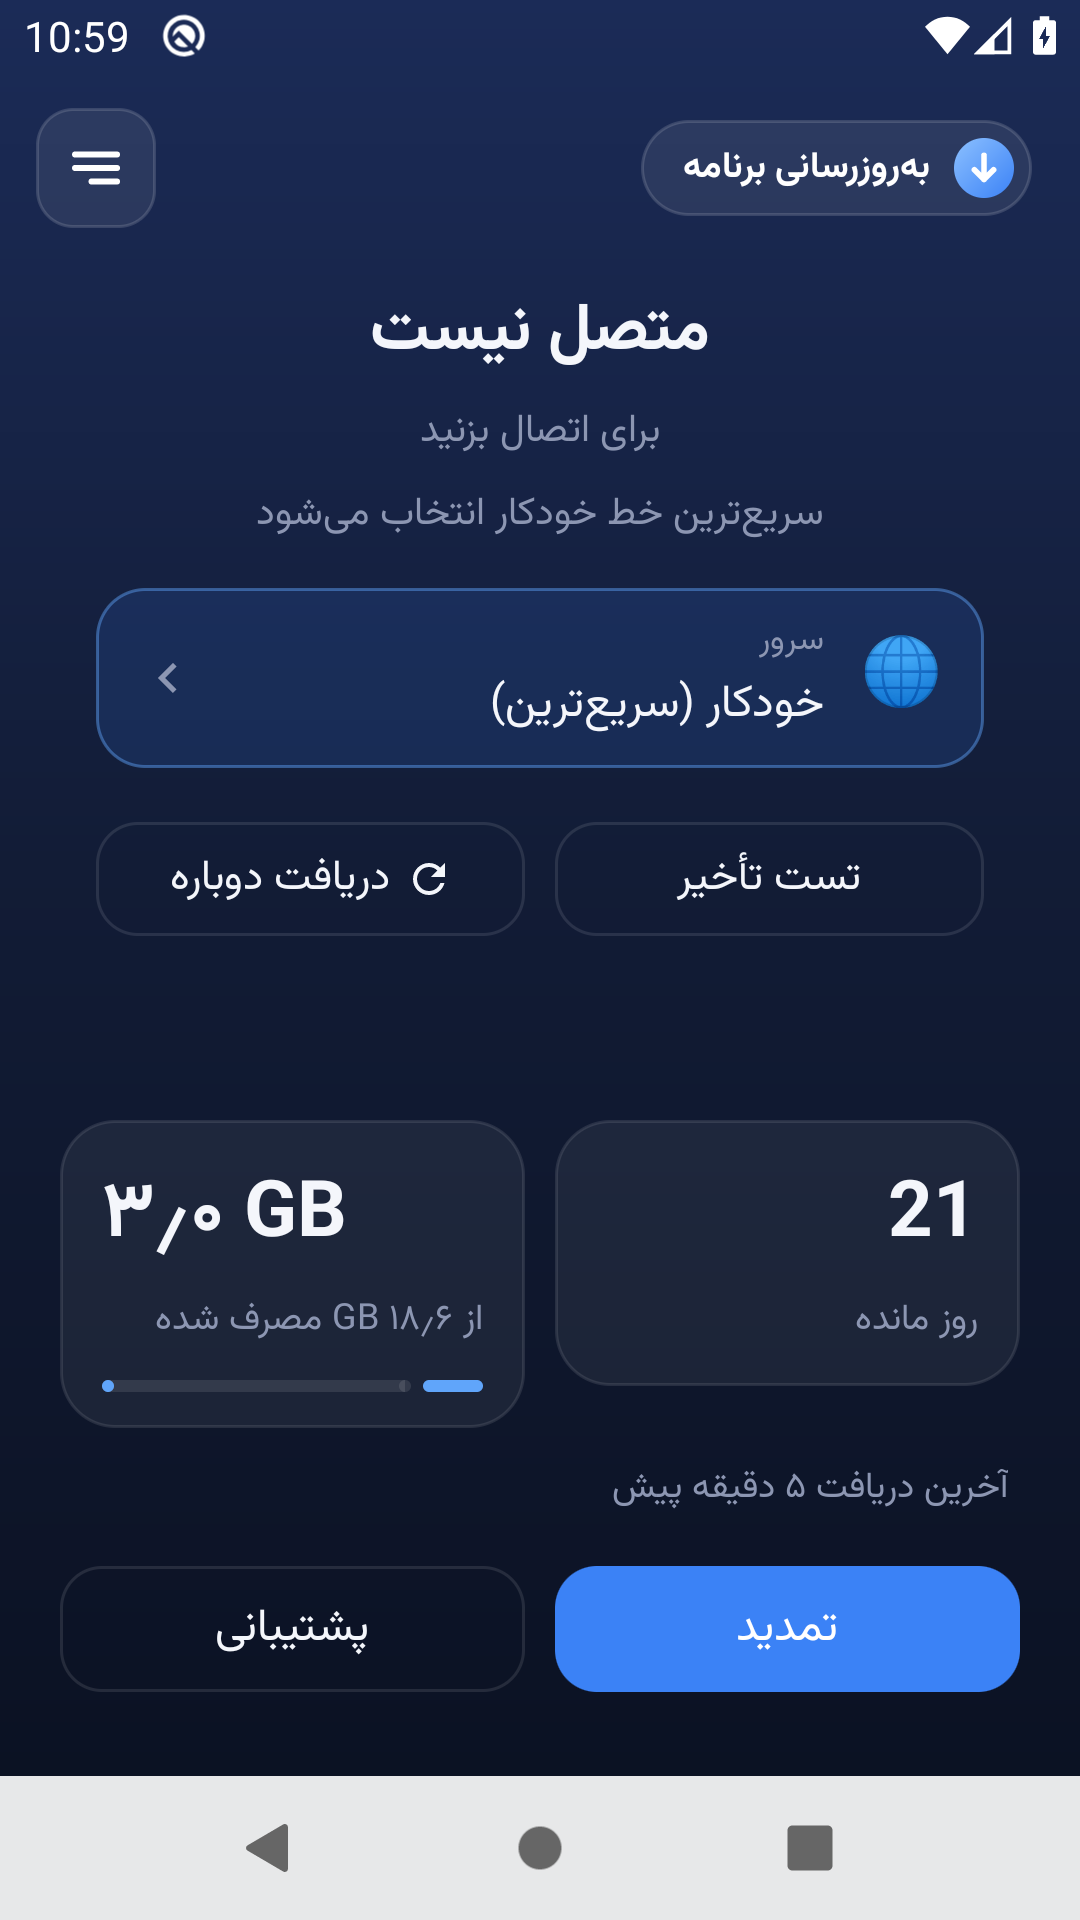 10:59
به‌روزرسانی برنامه
متصل نیست
برای اتصال بزنید
سریع‌ترین خط خودکار انتخاب می‌شود
سرور
خودکار (سریع‌ترین)
تست تأخیر
دریافت دوباره
21
روز مانده
۳٫۰ GB
از ۱۸٫۶ GB مصرف شده
آخرین دریافت ۵ دقیقه پیش
تمدید
پشتیبانی